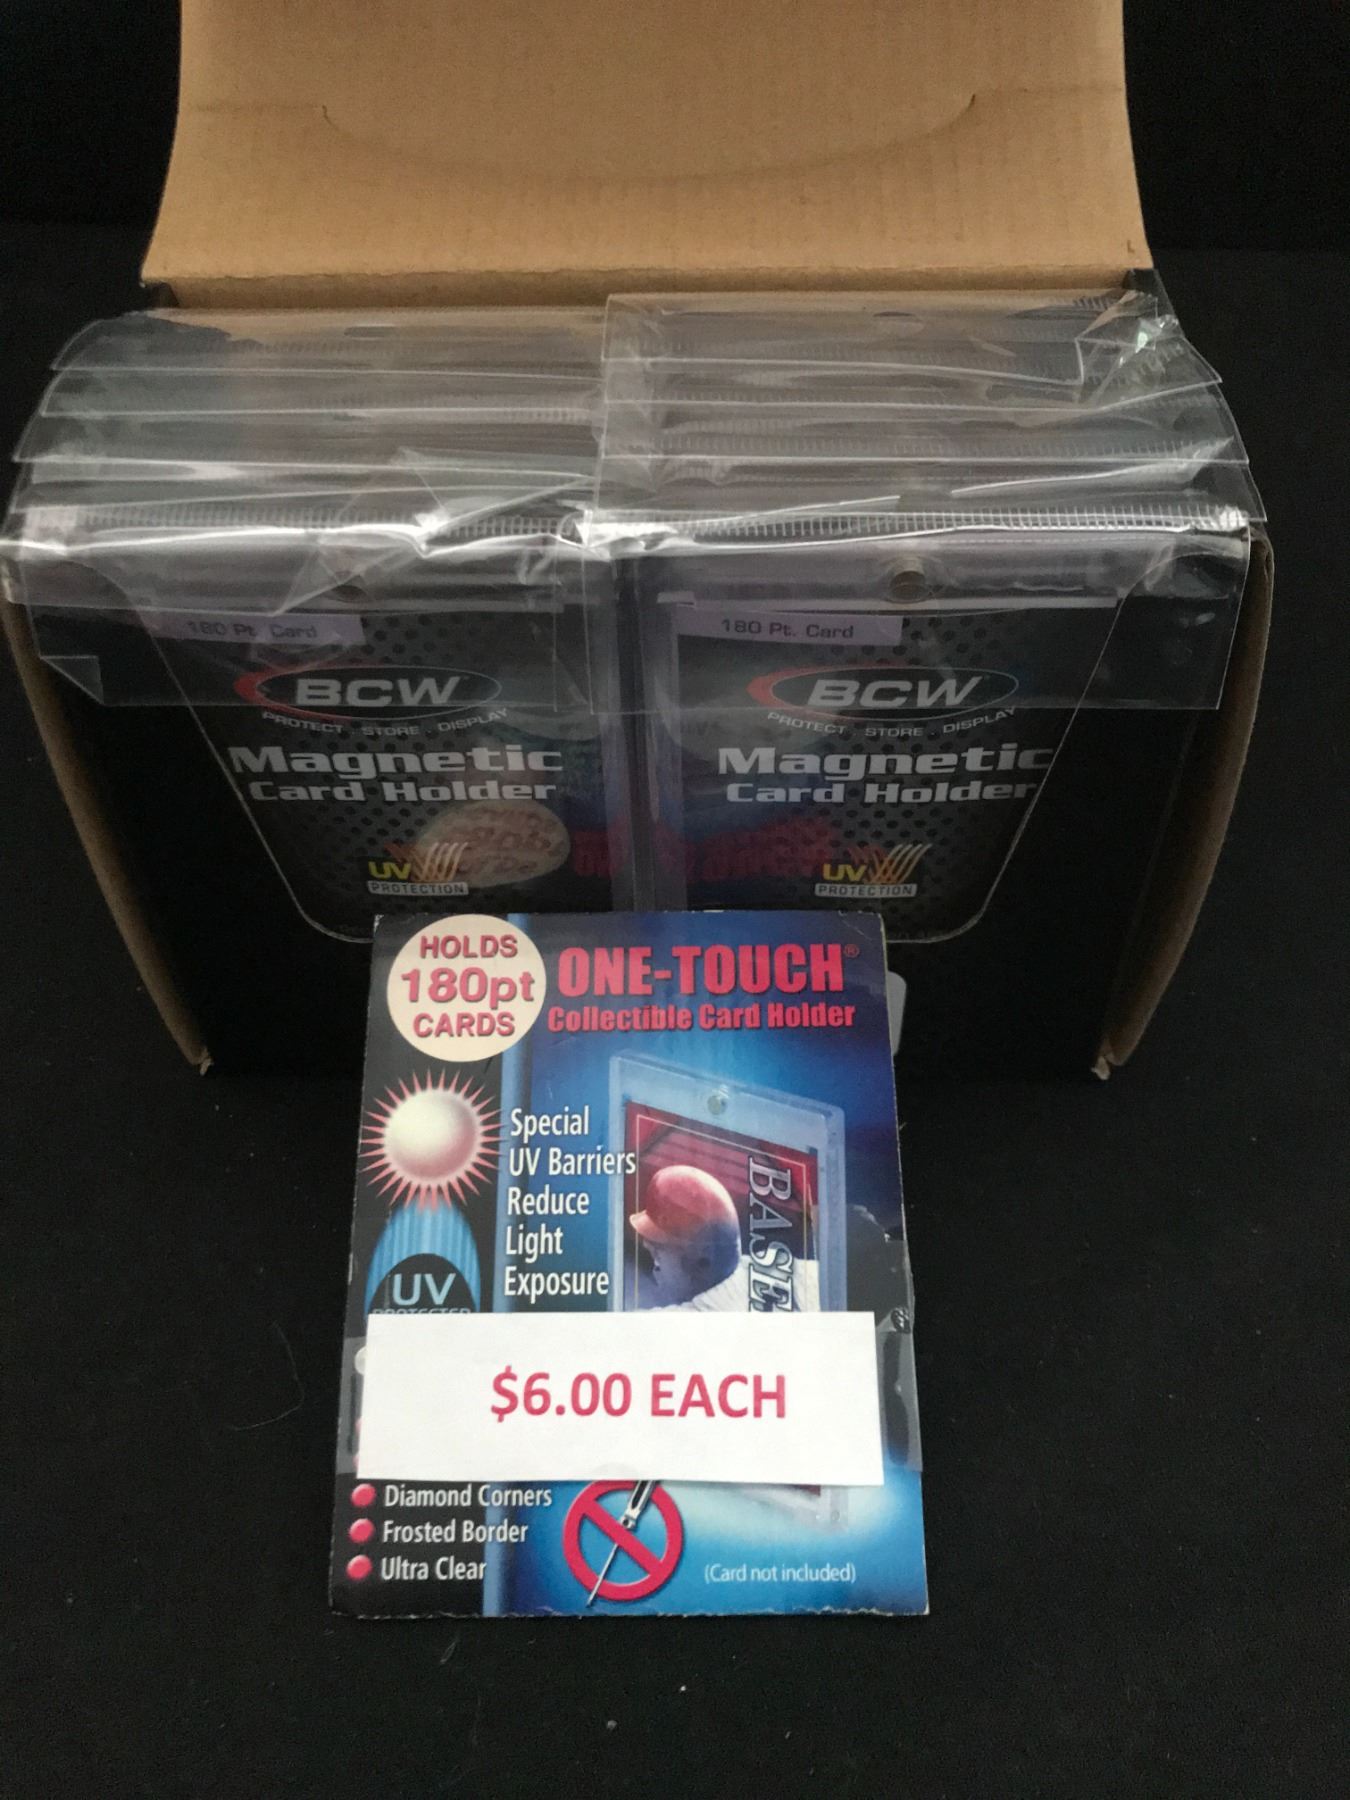 180 Pt. Card
BCW
PROTECT . STORE . DISPLAY
Magnetic
Card Holder
UV
PROTECTION
180 Pt. Card
BCW
PROTECT . STORE . DISPLAY
Magnetic
Card Holder
UV
PROTECTION
HOLDS
180pt
CARDS
ONE-TOUCH®
Collectible Card Holder
Special
UV Barriers
Reduce
Light
Exposure
UV
PROTECTED
$6.00 EACH
Diamond Corners
Frosted Border
Ultra Clear
(Card not included)